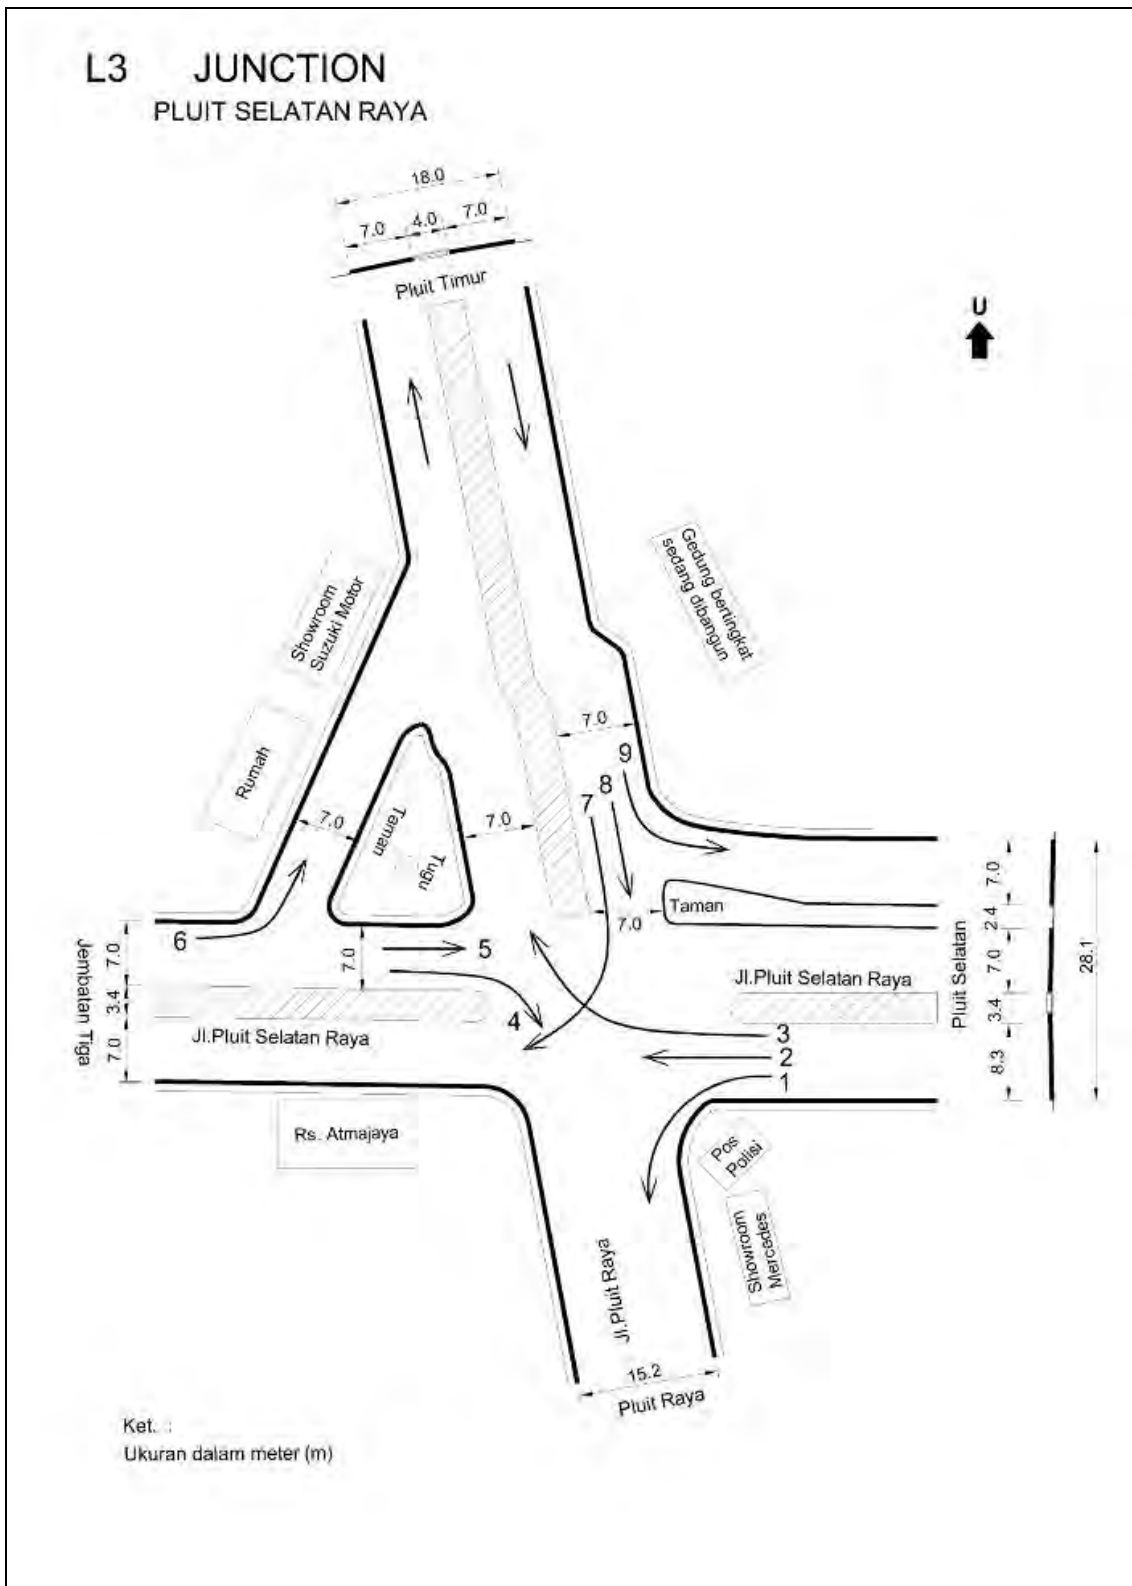 L3 JUNCTION
PLUIT SELATAN RAYA
18.0
7.0 4.0 7.0
Pluit Timur
U
Gedung bertingkat
sedang dibangun
Showroom
Suzuki Motor
Rumah
7.0
9
8
7
7.0
Taman
Tugu
7.0
7.0
Taman
7.0
2.4
7.0
3.4
8.3
28.1
Pluit Selatan
Jl.Pluit Selatan Raya
6
5
7.0
4
3
2
1
Jembatan Tiga
7.0
3.4
7.0
Jl.Pluit Selatan Raya
Rs. Atmajaya
Pos
Polisi
Showroom
Mercedes
Jl.Pluit Raya
15.2
Pluit Raya
Ket. :
Ukuran dalam meter (m)